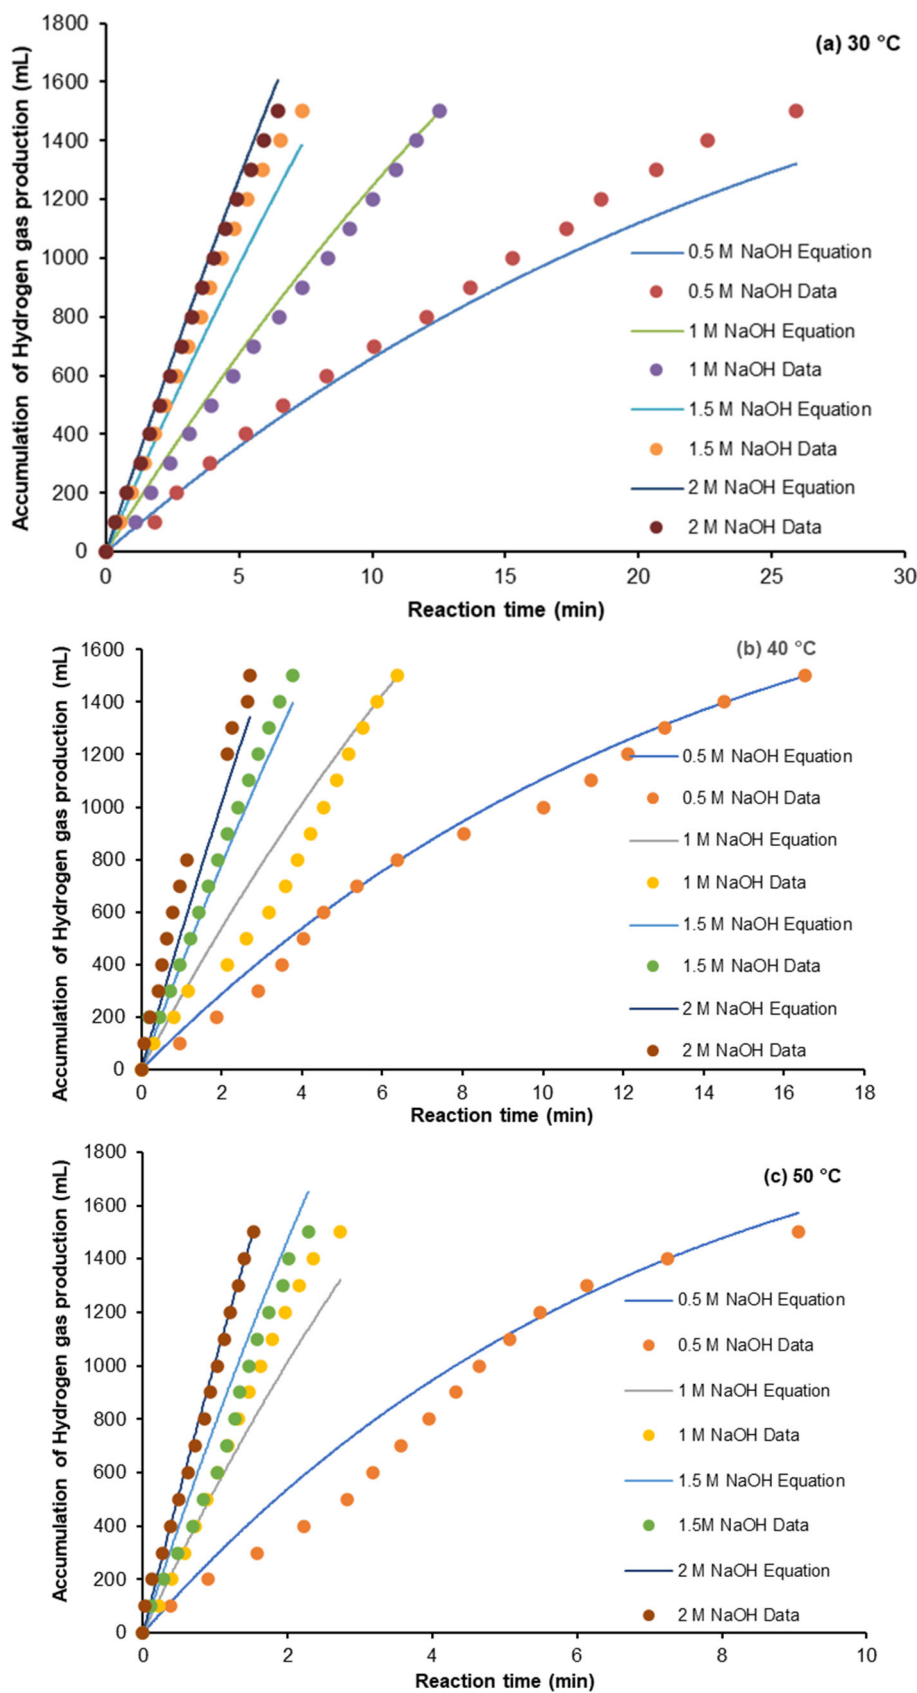 (a) 30 °C
Accumulation of Hydrogen gas production (mL)
1800
1600
1400
1200
1000
800
600
400
200
0
0 5 10 15 20 25 30
Reaction time (min)
0.5 M NaOH Equation
0.5 M NaOH Data
1 M NaOH Equation
1 M NaOH Data
1.5 M NaOH Equation
1.5 M NaOH Data
2 M NaOH Equation
2 M NaOH Data
(b) 40 °C
Accumulation of Hydrogen gas production (mL)
1600
1400
1200
1000
800
600
400
200
0
0 2 4 6 8 10 12 14 16 18
Reaction time (min)
0.5 M NaOH Equation
0.5 M NaOH Data
1 M NaOH Equation
1 M NaOH Data
1.5 M NaOH Equation
1.5 M NaOH Data
2 M NaOH Equation
2 M NaOH Data
(c) 50 °C
Accumulation of Hydrogen gas production (mL)
1800
1600
1400
1200
1000
800
600
400
200
0
0 2 4 6 8 10
Reaction time (min)
0.5 M NaOH Equation
0.5 M NaOH Data
1 M NaOH Equation
1 M NaOH Data
1.5 M NaOH Equation
1.5M NaOH Data
2 M NaOH Equation
2 M NaOH Data